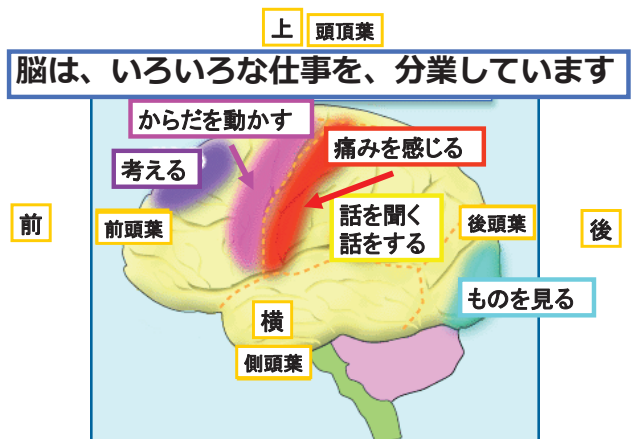 上
頭頂葉
脳は、いろいろな仕事を、分業しています
からだを動かす
痛みを感じる
考える
前
前頭葉
話を聞く
話をする
後頭葉
後
ものを見る
横
側頭葉